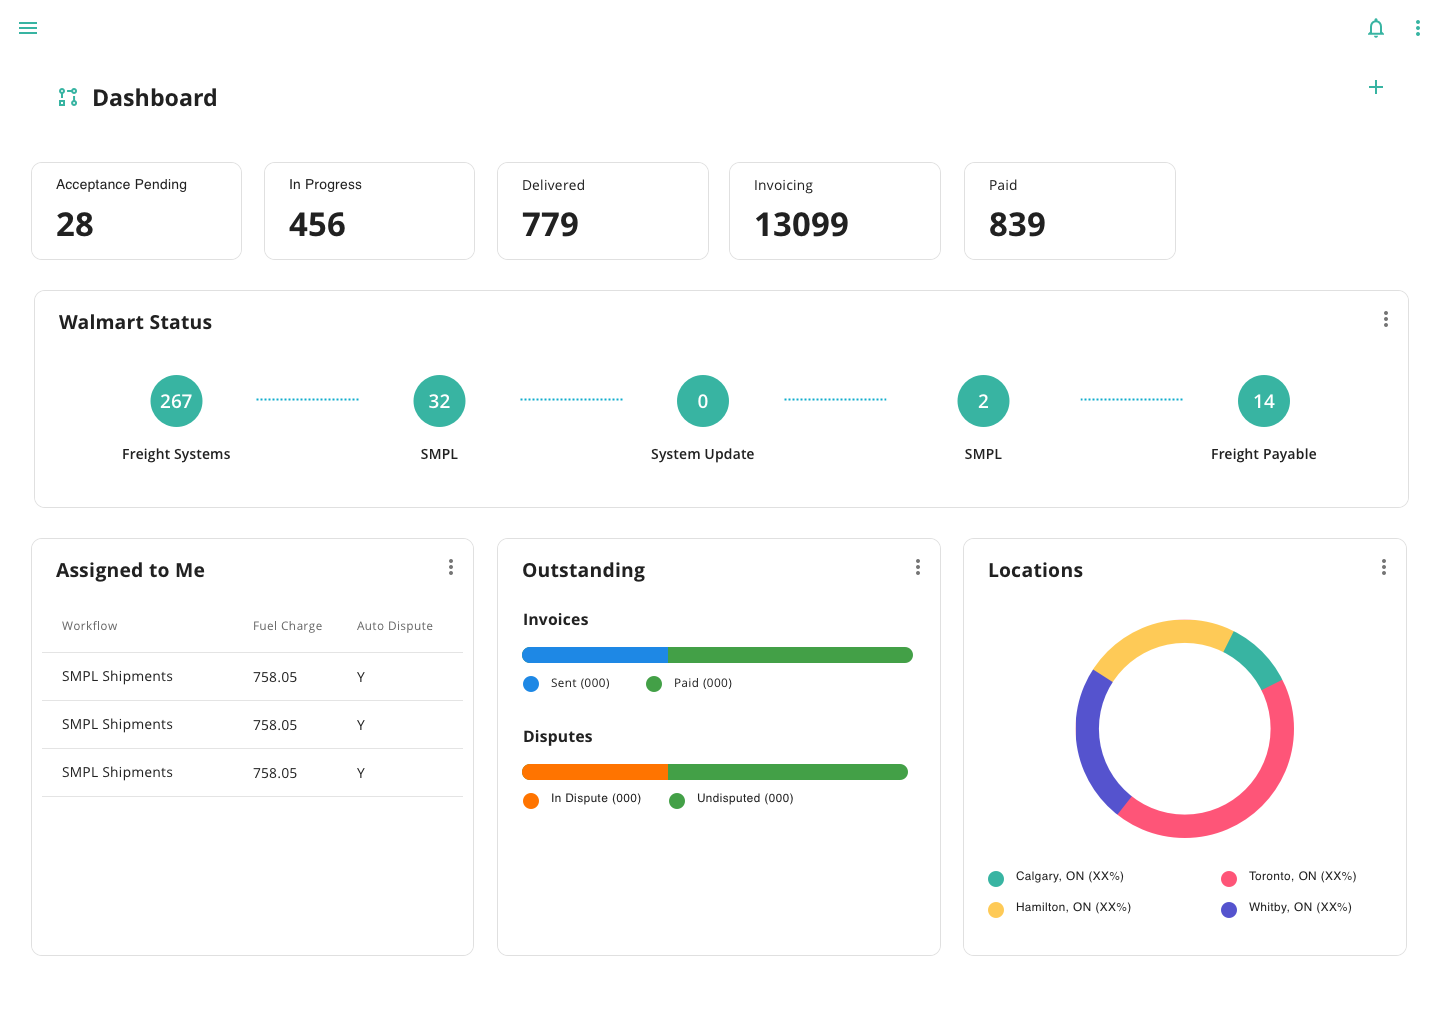 Dashboard
Acceptance Pending
28
In Progress
456
Delivered
779
Invoicing
13099
Paid
839
Walmart Status
267
32
0
2
14
Freight Systems
SMPL
System Update
SMPL
Freight Payable
Assigned to Me
Workflow Fuel Charge Auto Dispute
SMPL Shipments 758.05 Y
SMPL Shipments 758.05 Y
SMPL Shipments 758.05 Y
Outstanding
Invoices
Sent (000) Paid (000)
Disputes
In Dispute (000) Undisputed (000)
Locations
Calgary, ON (XX%) Toronto, ON (XX%)
Hamilton, ON (XX%) Whitby, ON (XX%)